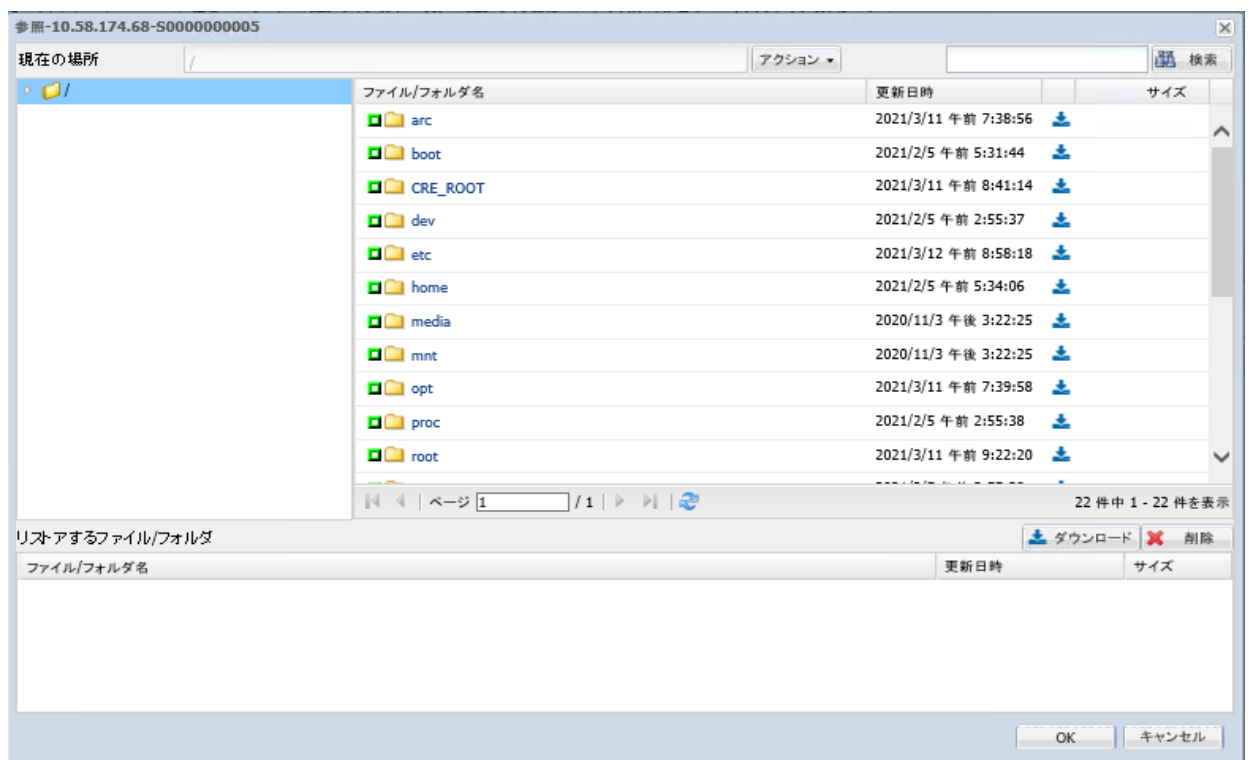 参照-10.58.174.68-S0000000005
現在の場所 / アクション 検索
/
ファイル/フォルダ名 更新日時 サイズ
arc 2021/3/11 午前 7:38:56
boot 2021/2/5 午前 5:31:44
CRE_ROOT 2021/3/11 午前 8:41:14
dev 2021/2/5 午前 2:55:37
etc 2021/3/12 午前 8:58:18
home 2021/2/5 午前 5:34:06
media 2020/11/3 午後 3:22:25
mnt 2020/11/3 午後 3:22:25
opt 2021/3/11 午前 7:39:58
proc 2021/2/5 午前 2:55:38
root 2021/3/11 午前 9:22:20
ページ 1 / 1 22 件中 1 - 22 件を表示
リストアするファイル/フォルダ ダウンロード 削除
ファイル/フォルダ名 更新日時 サイズ
OK キャンセル